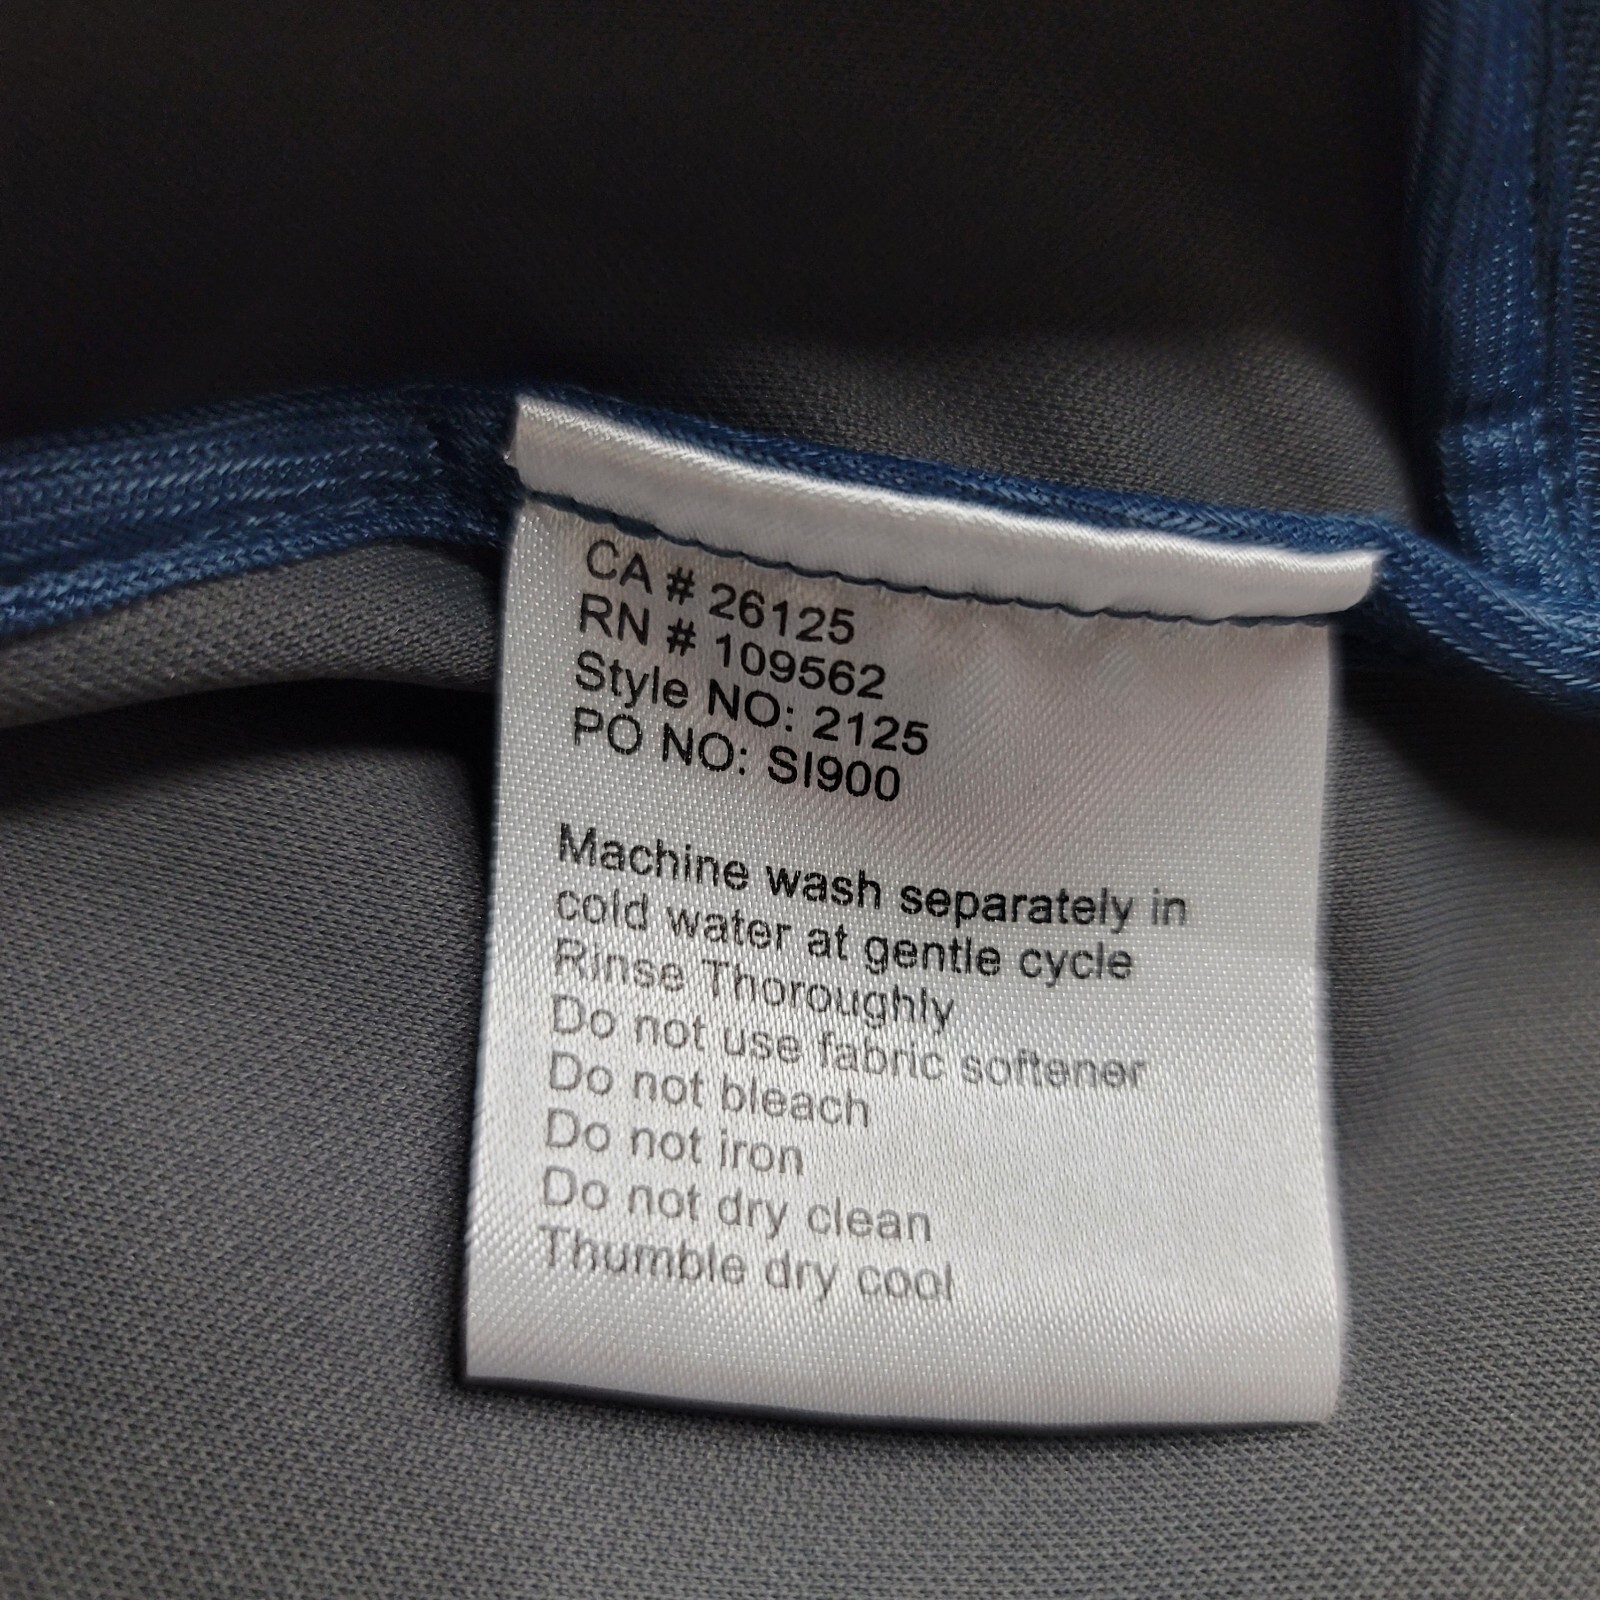 CA # 26125
RN # 109562
Style NO: 2125
PO NO: SI900
Machine wash separately in
cold water at gentle cycle
Rinse Thoroughly
Do not use fabric softener
Do not bleach
Do not iron
Do not dry clean
Thumble dry cool